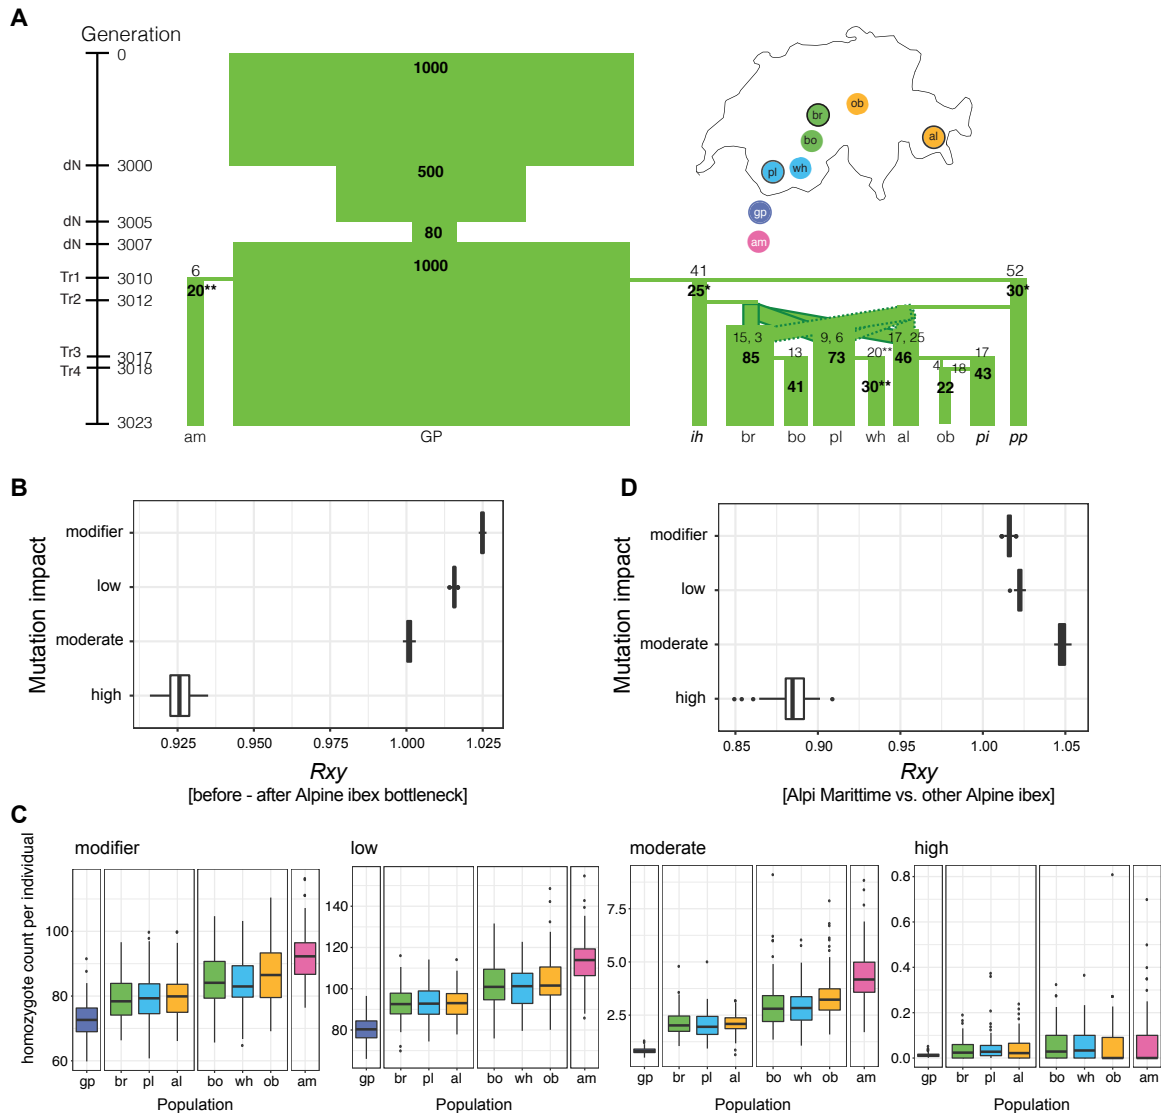 A
Generation
0
1000
dN 3000
500
dN 3005
80
dN 3007
1000
Tr1 3010
Tr2 3012
Tr3 3017
Tr4 3018
3023
6
20**
41
25*
52
30*
15, 3
85
13
41
9, 6
73
20**
30**
17, 25
46
4
22
18
17
43
am GP ih br bo pl wh al ob pi pp
ob
br
bo
al
pl
wh
gp
am
B
Mutation impact
modifier
low
moderate
high
0.925 0.950 0.975 1.000 1.025
Rxy
[before - after Alpine ibex bottleneck]
D
Mutation impact
modifier
low
moderate
high
0.85 0.90 0.95 1.00 1.05
Rxy
[Alpi Marittime vs. other Alpine ibex]
C
homozygote count per individual
modifier
100
80
60
gp br pl al bo wh ob am
Population
low
140
120
100
80
gp br pl al bo wh ob am
Population
moderate
7.5
5.0
2.5
gp br pl al bo wh ob am
Population
high
0.8
0.6
0.4
0.2
0.0
gp br pl al bo wh ob am
Population